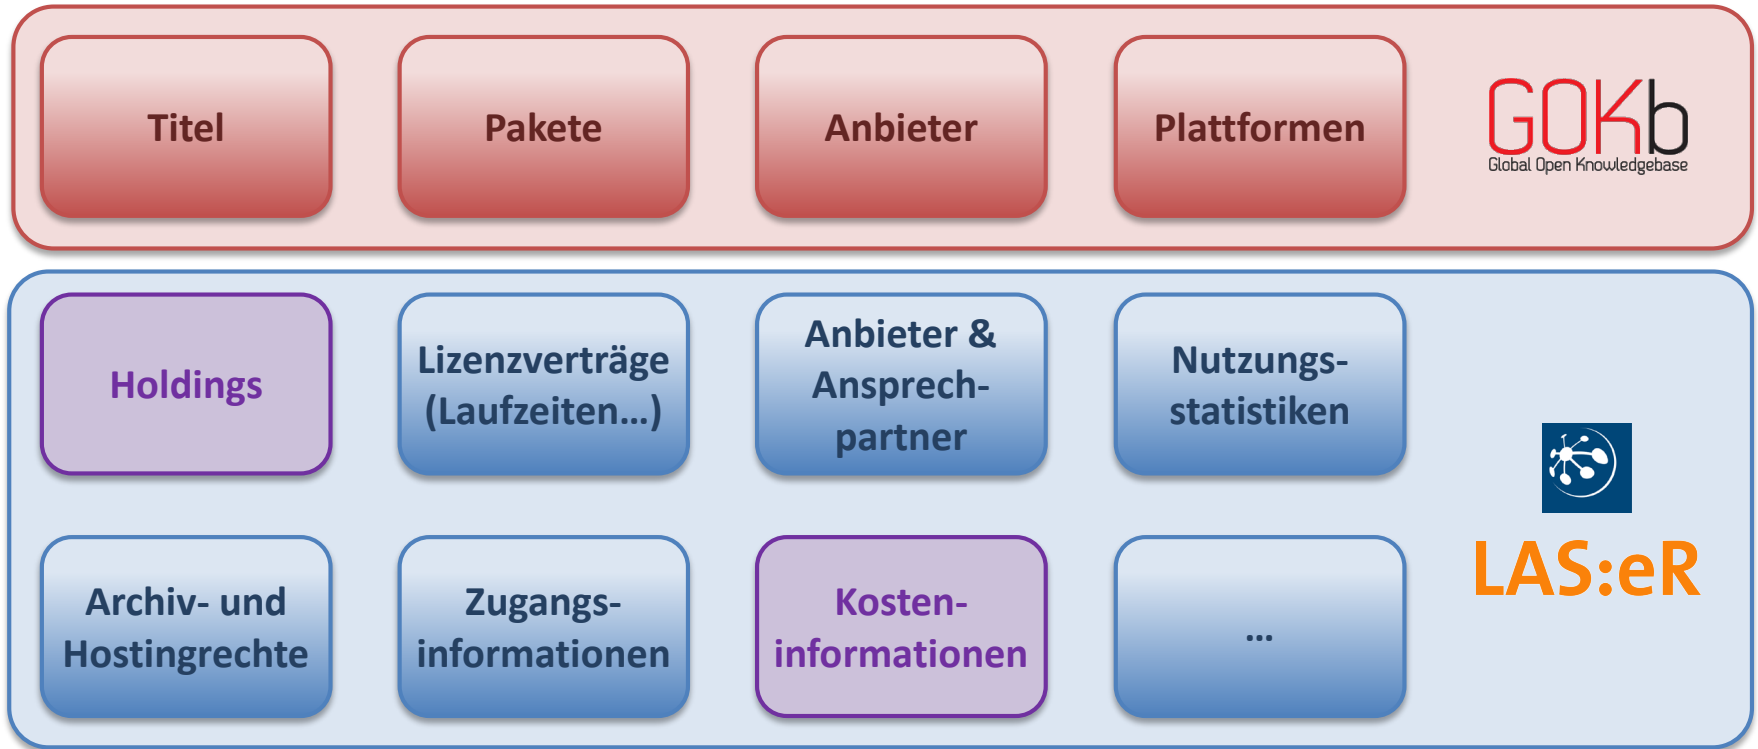 Titel
Pakete
Anbieter
Plattformen
GOKb
Global Open Knowledgebase
Holdings
Lizenzverträge
(Laufzeiten…)
Anbieter &
Ansprech-
partner
Nutzungs-
statistiken
Archiv- und
Hostingrechte
Zugangs-
informationen
Kosten-
informationen
…
LAS:eR